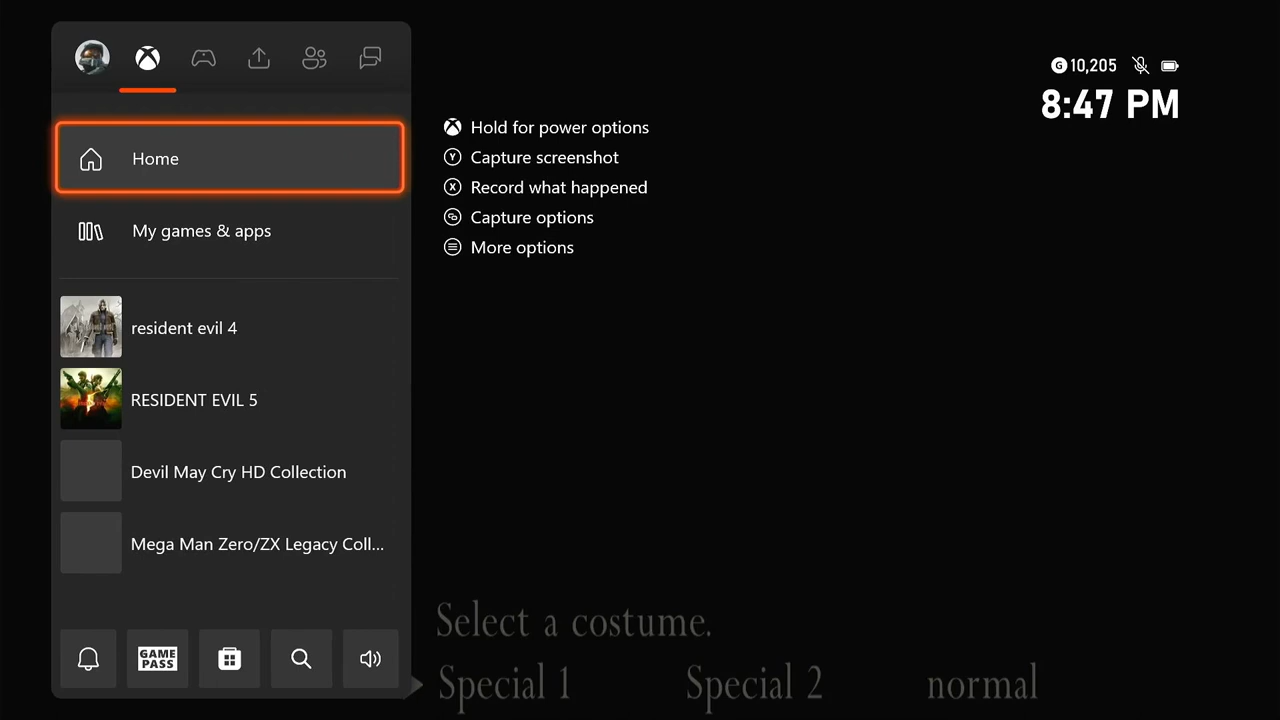 10,205
8:47 PM
Home
My games & apps
resident evil 4
RESIDENT EVIL 5
Devil May Cry HD Collection
Mega Man Zero/ZX Legacy Coll...
GAME
PASS
Hold for power options
Y Capture screenshot
X Record what happened
Capture options
More options
Select a costume.
Special 1 Special 2 normal